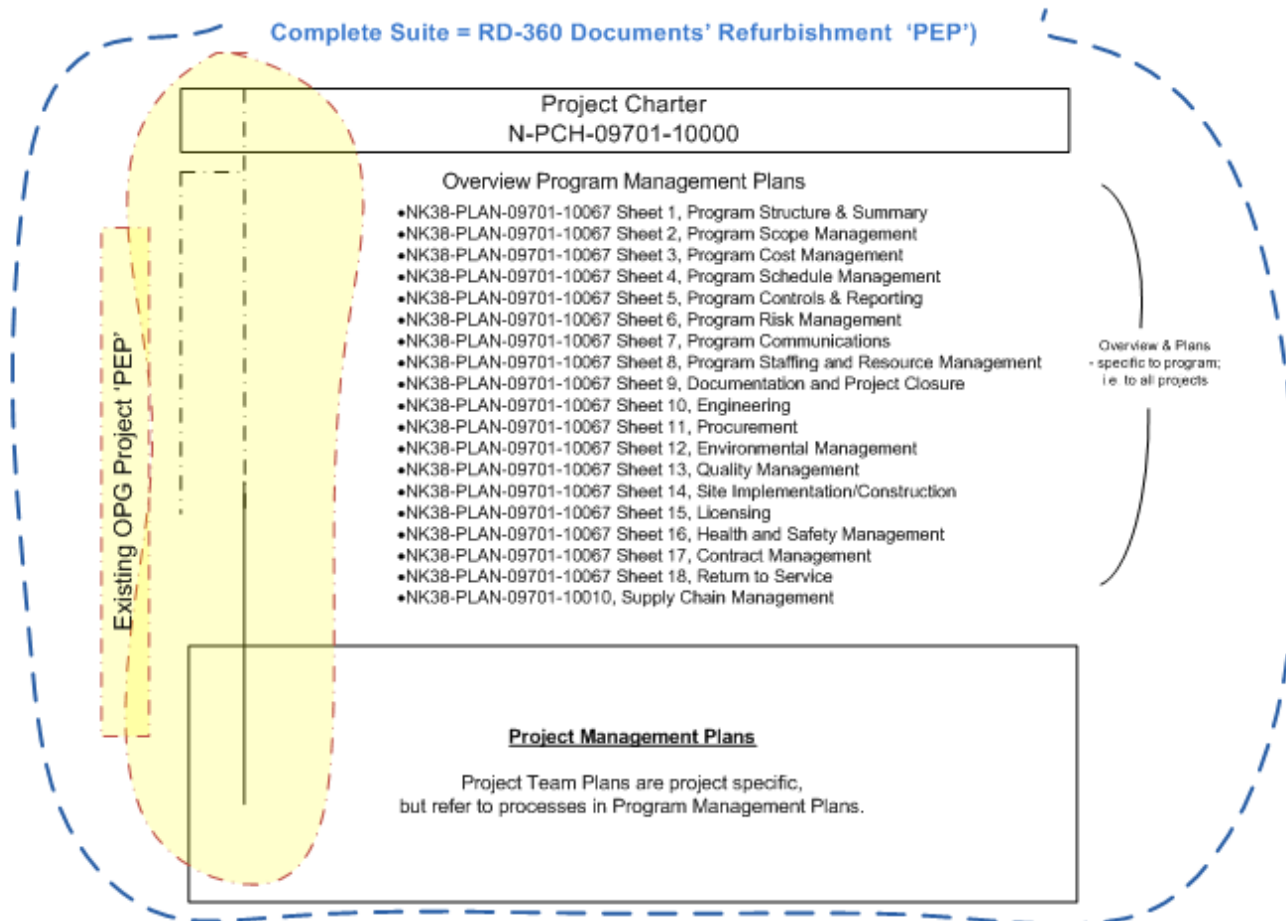 Complete Suite = RD-360 Documents' Refurbishment 'PEP')
Project Charter
N-PCH-09701-10000
Overview Program Management Plans
•NK38-PLAN-09701-10067 Sheet 1, Program Structure & Summary
•NK38-PLAN-09701-10067 Sheet 2, Program Scope Management
•NK38-PLAN-09701-10067 Sheet 3, Program Cost Management
•NK38-PLAN-09701-10067 Sheet 4, Program Schedule Management
•NK38-PLAN-09701-10067 Sheet 5, Program Controls & Reporting
•NK38-PLAN-09701-10067 Sheet 6, Program Risk Management
•NK38-PLAN-09701-10067 Sheet 7, Program Communications
•NK38-PLAN-09701-10067 Sheet 8, Program Staffing and Resource Management
•NK38-PLAN-09701-10067 Sheet 9, Documentation and Project Closure
•NK38-PLAN-09701-10067 Sheet 10, Engineering
•NK38-PLAN-09701-10067 Sheet 11, Procurement
•NK38-PLAN-09701-10067 Sheet 12, Environmental Management
•NK38-PLAN-09701-10067 Sheet 13, Quality Management
•NK38-PLAN-09701-10067 Sheet 14, Site Implementation/Construction
•NK38-PLAN-09701-10067 Sheet 15, Licensing
•NK38-PLAN-09701-10067 Sheet 16, Health and Safety Management
•NK38-PLAN-09701-10067 Sheet 17, Contract Management
•NK38-PLAN-09701-10067 Sheet 18, Return to Service
•NK38-PLAN-09701-10010, Supply Chain Management
Overview & Plans
- specific to program;
i.e. to all projects
Existing OPG Project 'PEP'
Project Management Plans
Project Team Plans are project specific,
but refer to processes in Program Management Plans.